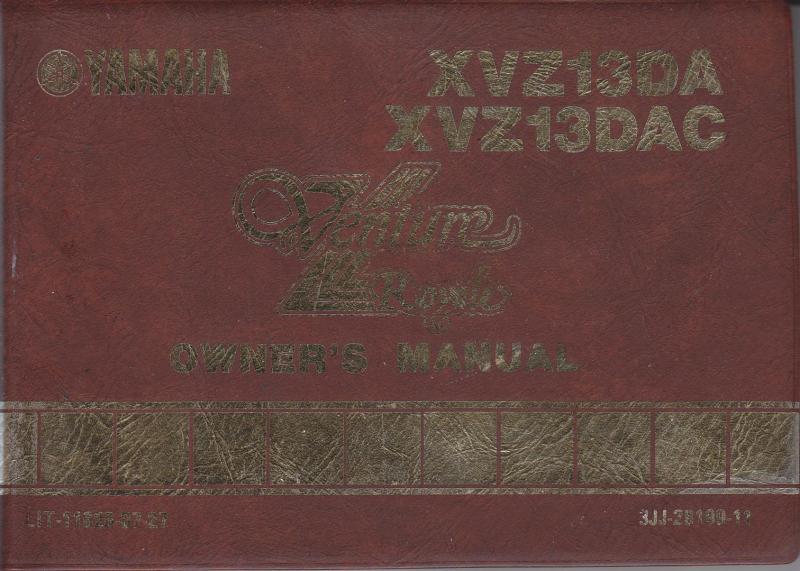 YAMAHA
XVZ13DA
XVZ13DAC
Venture
Royale
OWNER'S MANUAL
3JJ-28199-11